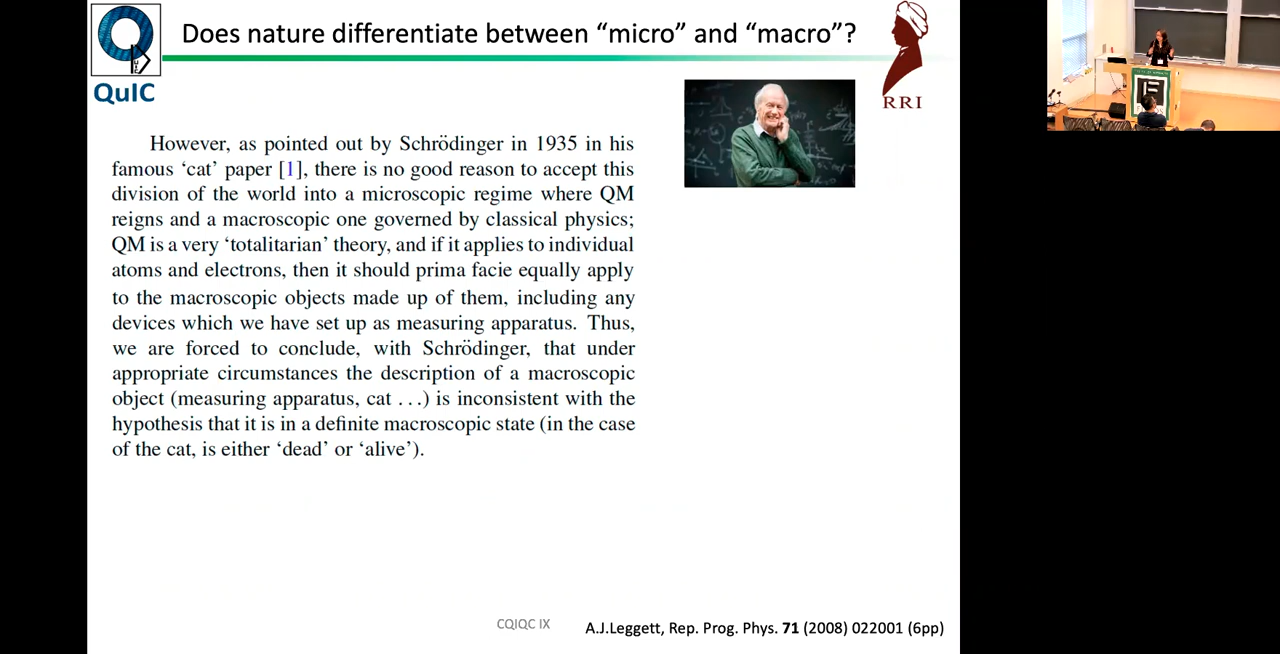 Does nature differentiate between “micro” and “macro”?
QuIC
RRI
However, as pointed out by Schrödinger in 1935 in his
famous ‘cat’ paper [1], there is no good reason to accept this
division of the world into a microscopic regime where QM
reigns and a macroscopic one governed by classical physics;
QM is a very ‘totalitarian’ theory, and if it applies to individual
atoms and electrons, then it should prima facie equally apply
to the macroscopic objects made up of them, including any
devices which we have set up as measuring apparatus. Thus,
we are forced to conclude, with Schrödinger, that under
appropriate circumstances the description of a macroscopic
object (measuring apparatus, cat . . .) is inconsistent with the
hypothesis that it is in a definite macroscopic state (in the case
of the cat, is either ‘dead’ or ‘alive’).
CQIQC IX
A.J.Leggett, Rep. Prog. Phys. 71 (2008) 022001 (6pp)